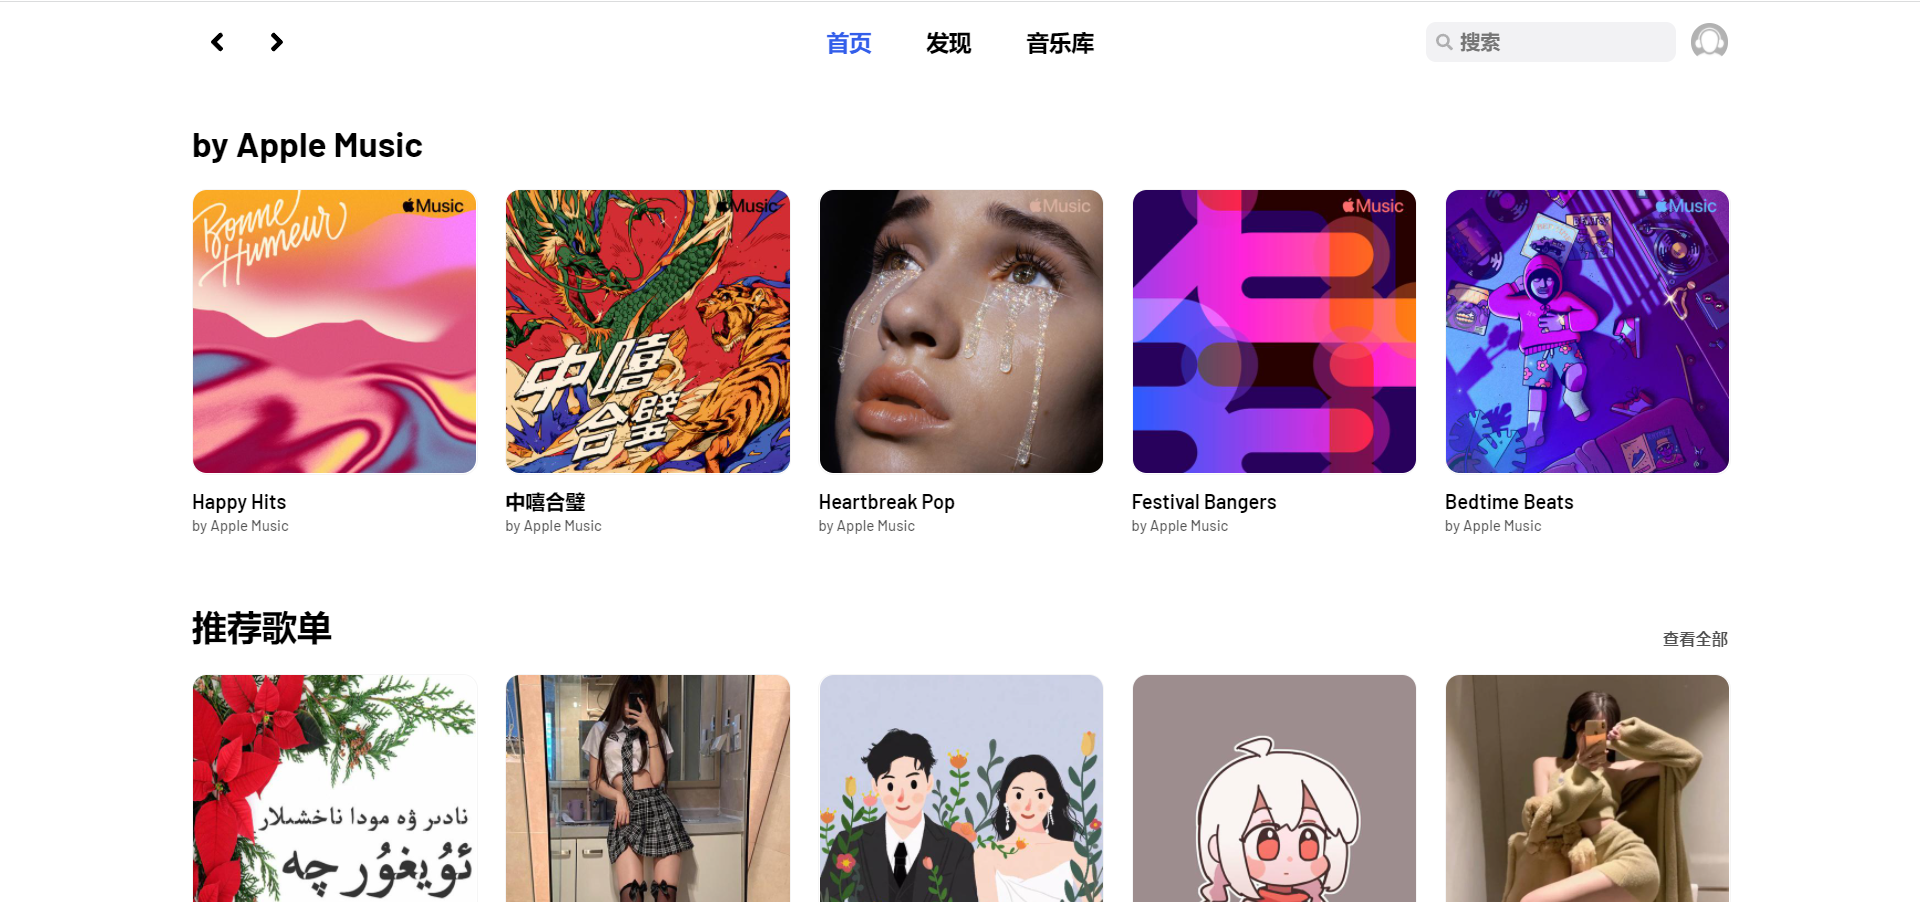 首页
发现
音乐库
搜索
by Apple Music
Bonne
Humeur
Music
Music
中嘻
合璧
Music
Music
Music
Happy Hits
by Apple Music
中嘻合璧
by Apple Music
Heartbreak Pop
by Apple Music
Festival Bangers
by Apple Music
Bedtime Beats
by Apple Music
推荐歌单
查看全部
نادىر ۋە مودا ناخشىلار
ئۇيغۇرچە